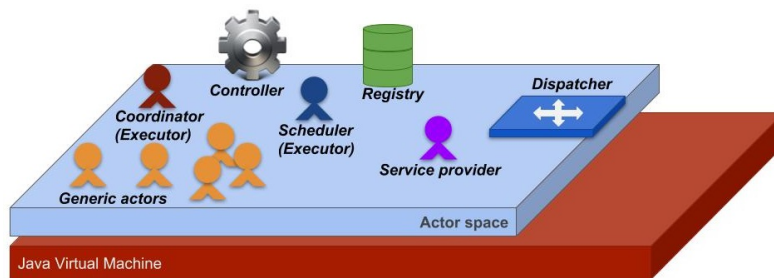 Controller
Registry
Dispatcher
Coordinator
(Executor)
Scheduler
(Executor)
Service provider
Generic actors
Actor space
Java Virtual Machine